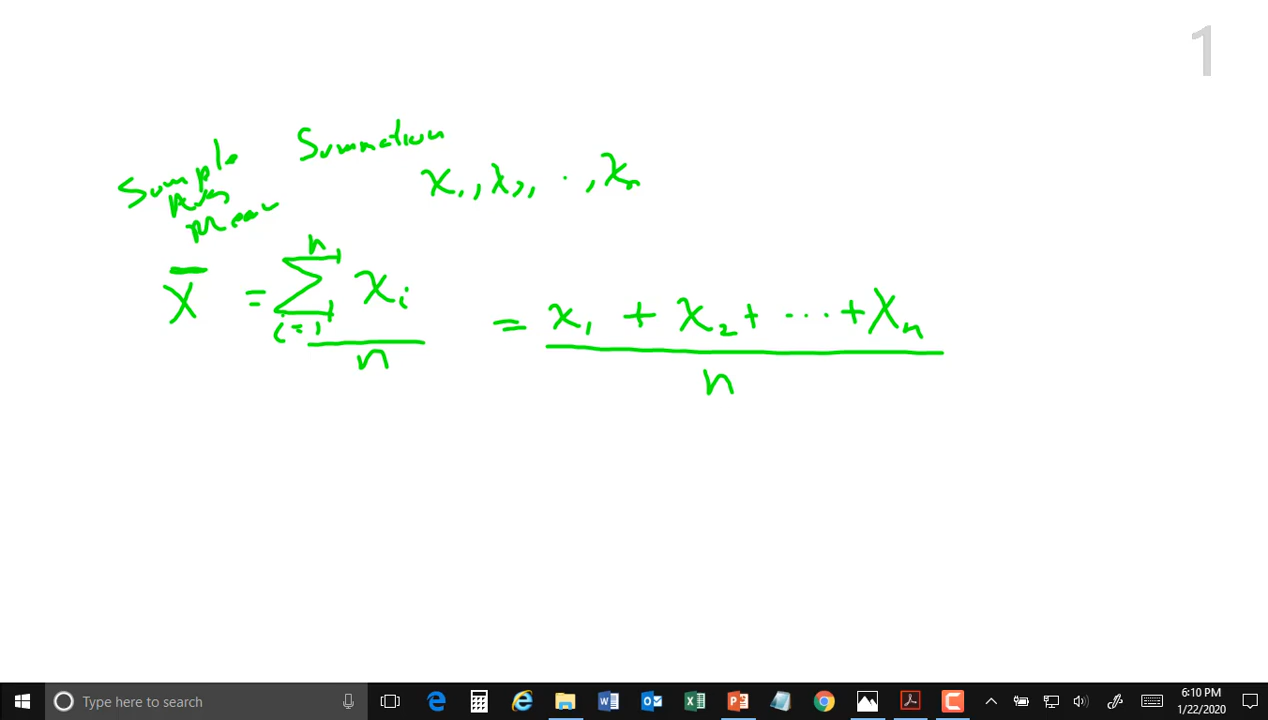 1
Summation
Sample
x₁, x₂, ⋯, xₙ
mean
n
X̄ = Σ xᵢ = x₁ + x₂ + ⋯ + xₙ
i=1
n
n
Type here to search
6:10 PM
1/22/2020